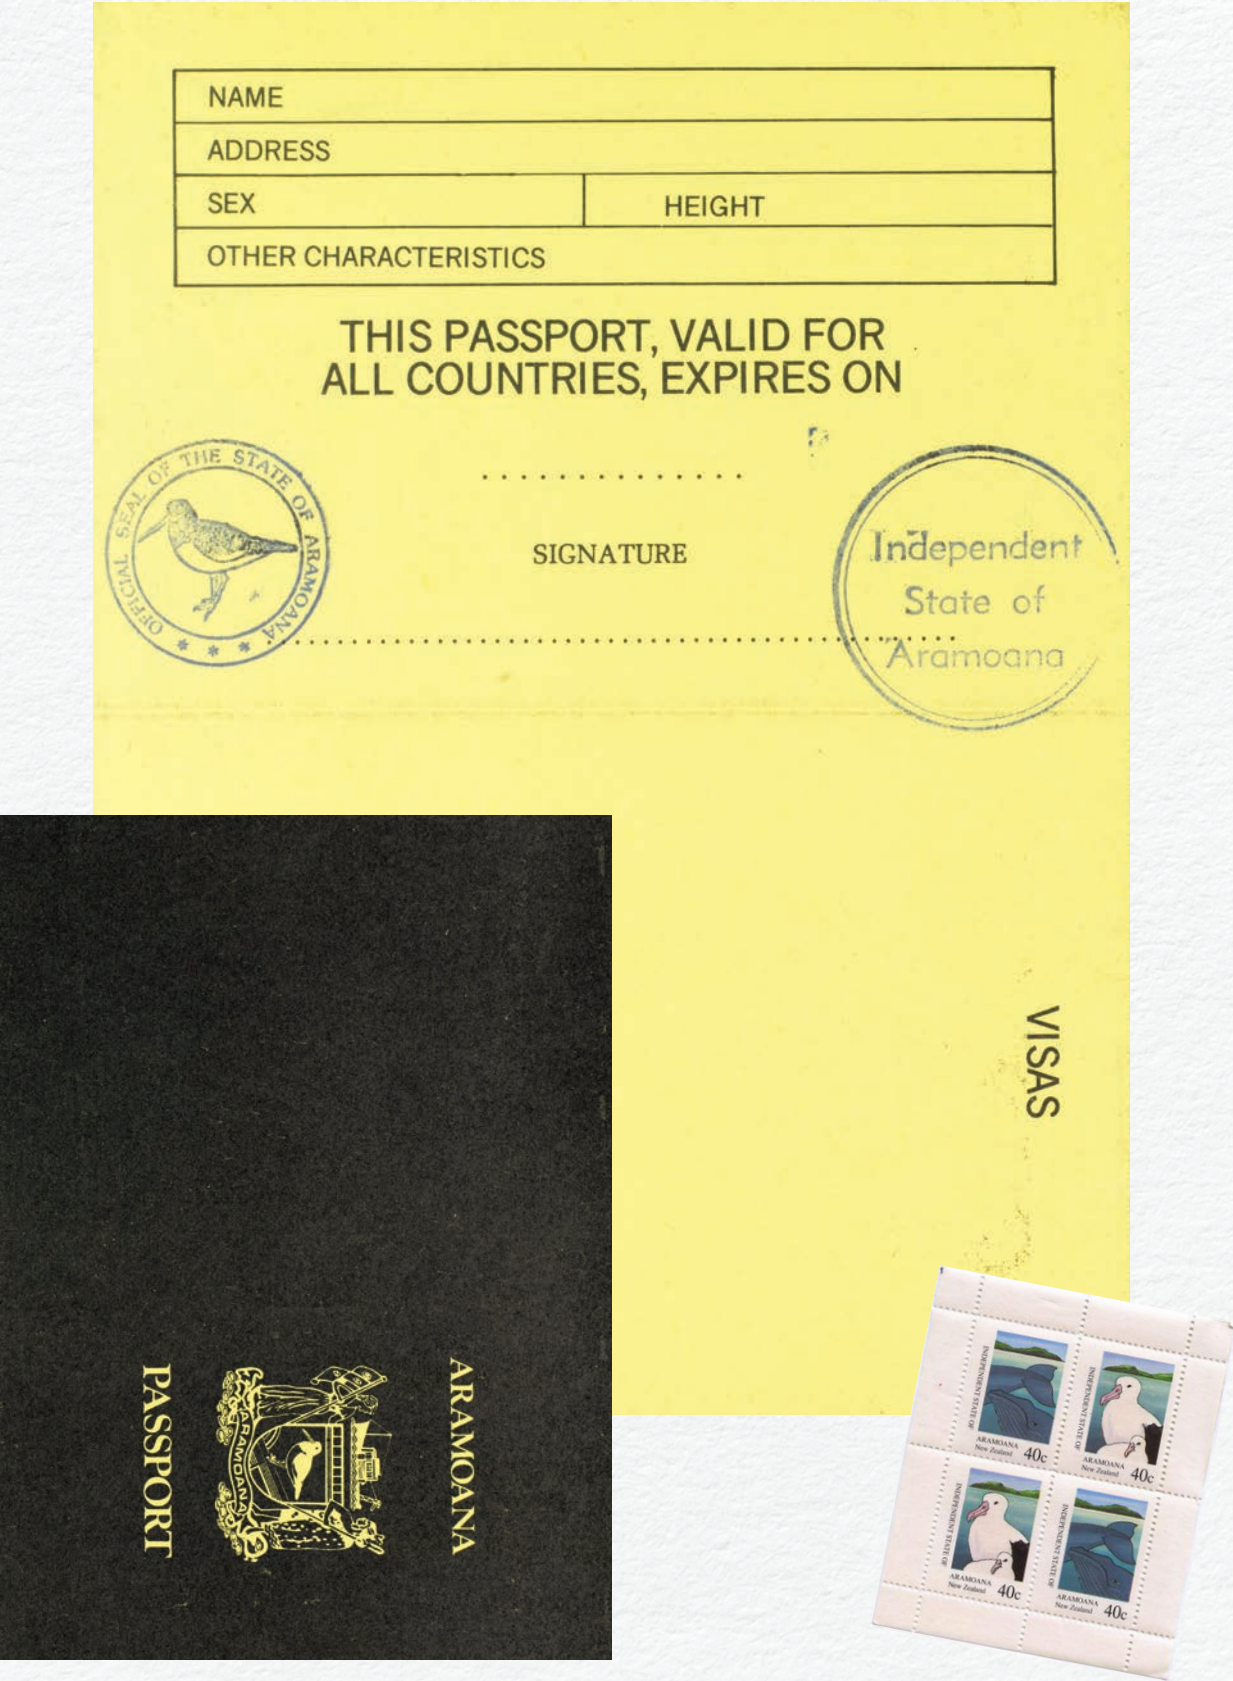 NAME
ADDRESS
SEX
HEIGHT
OTHER CHARACTERISTICS
THIS PASSPORT, VALID FOR
ALL COUNTRIES, EXPIRES ON
OFFICIAL SEAL OF THE STATE OF ARAMOANA
SIGNATURE
Independent
State of
Aramoana
VISAS
ARAMOANA
ARAMOANA
PASSPORT
INDEPENDENT STATE OF
ARAMOANA
New Zealand
40c
INDEPENDENT STATE OF
ARAMOANA
New Zealand
40c
INDEPENDENT STATE OF
ARAMOANA
New Zealand
40c
INDEPENDENT STATE OF
ARAMOANA
New Zealand
40c